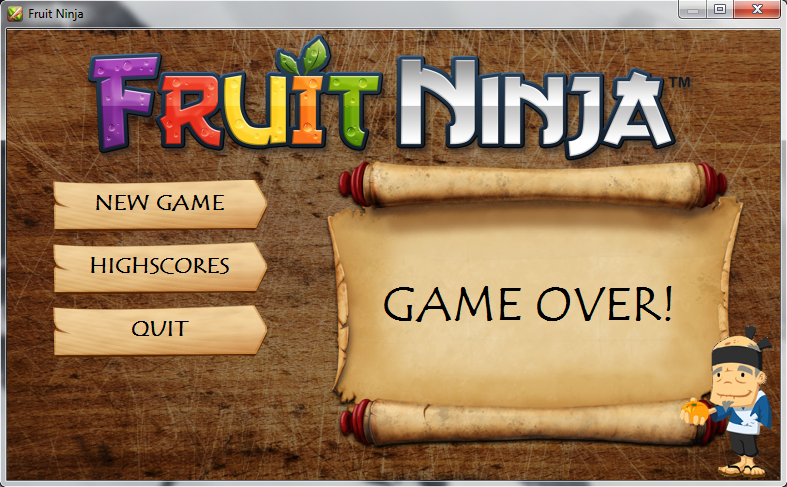 Fruit Ninja
FRUIT NINJA™
NEW GAME
HIGHSCORES
QUIT
GAME OVER!